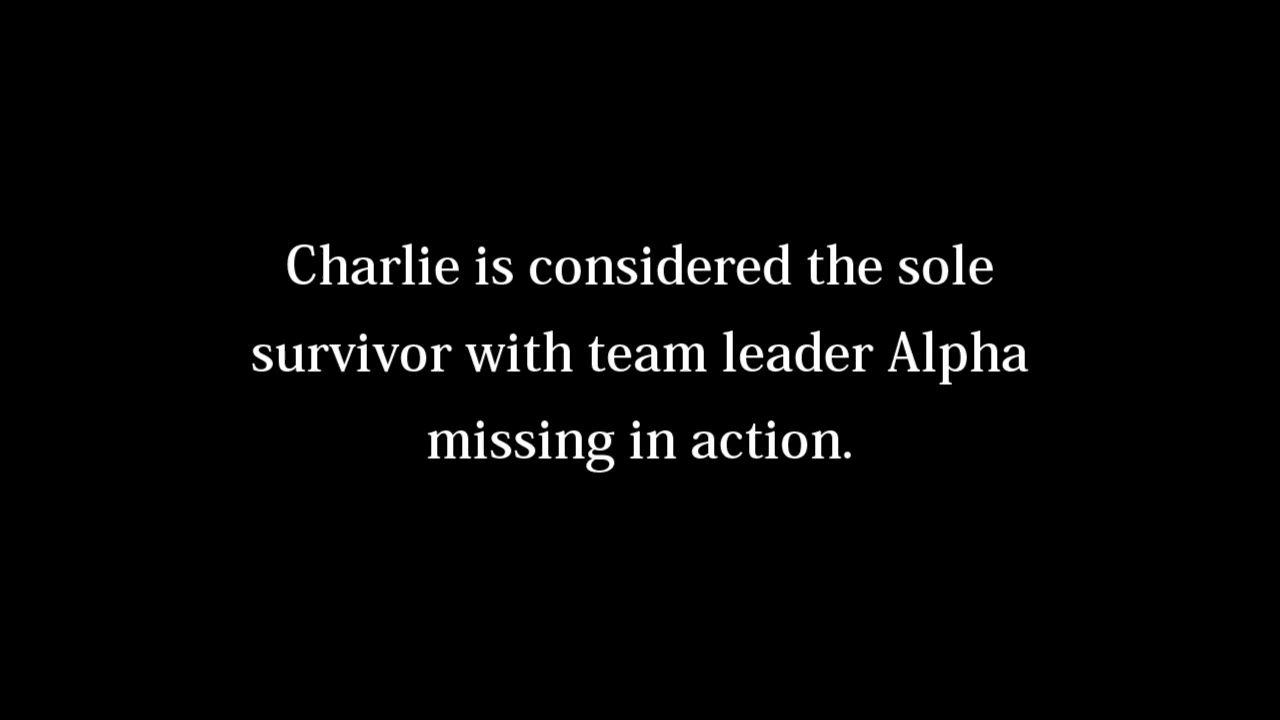 Charlie is considered the sole
survivor with team leader Alpha
missing in action.